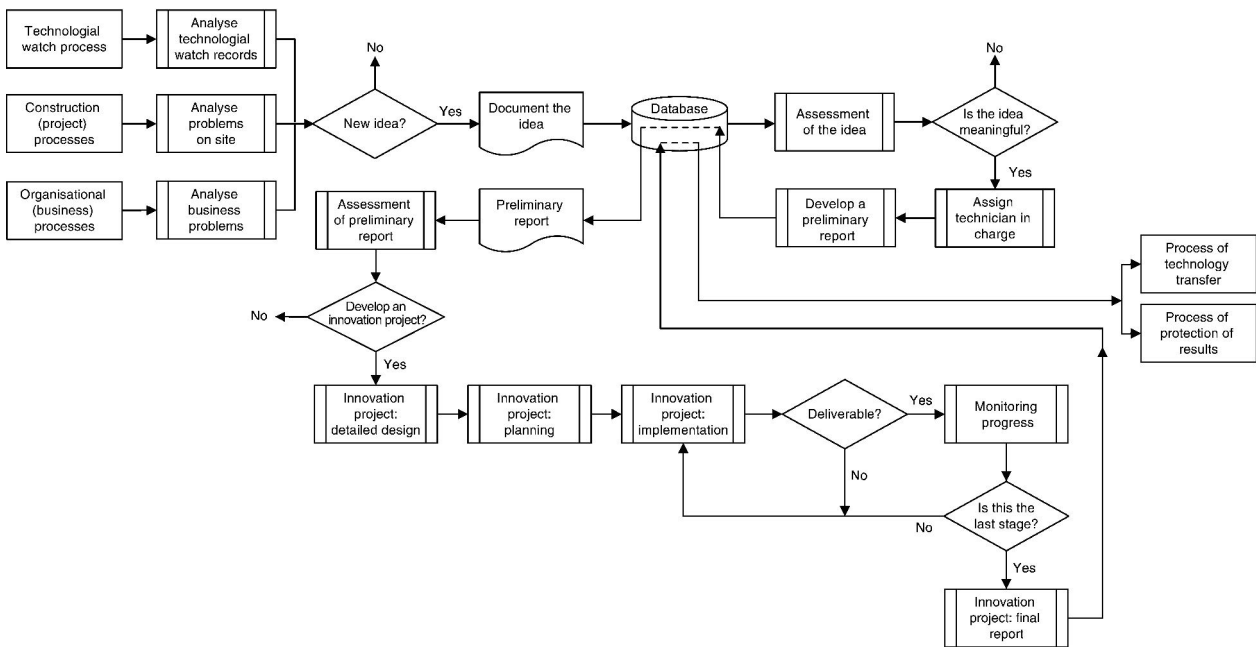 Technologial
watch process
Analyse
technologial
watch records
No
No
Construction
(project)
processes
Analyse
problems
on site
New idea?
Yes
Document the
idea
Database
Assessment
of the idea
Is the idea
meaningful?
Yes
Organisational
(business)
processes
Analyse
business
problems
Assessment
of preliminary
report
Preliminary
report
Develop a
preliminary
report
Assign
technician in
charge
Process of
technology
transfer
No
Develop an
innovation project?
Process of
protection of
results
Yes
Innovation
project:
detailed design
Innovation
project:
planning
Innovation
project:
implementation
Deliverable?
Yes
Monitoring
progress
No
No
Is this the
last stage?
Yes
Innovation
project: final
report